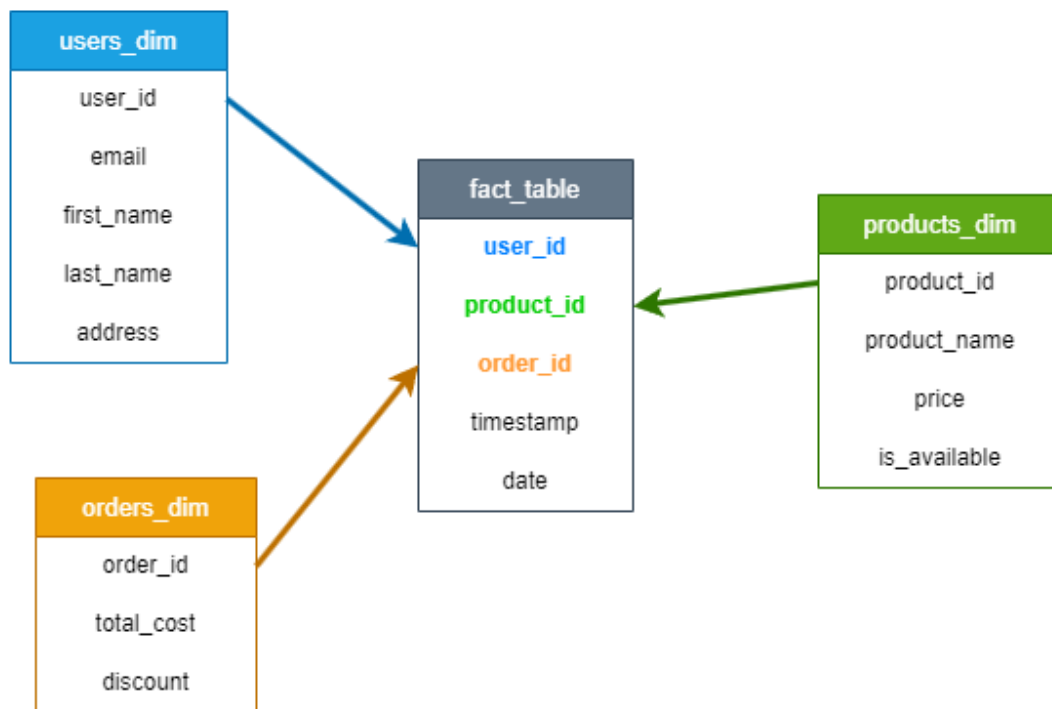 users_dim
user_id
email
first_name
last_name
address
fact_table
user_id
product_id
order_id
timestamp
date
products_dim
product_id
product_name
price
is_available
orders_dim
order_id
total_cost
discount